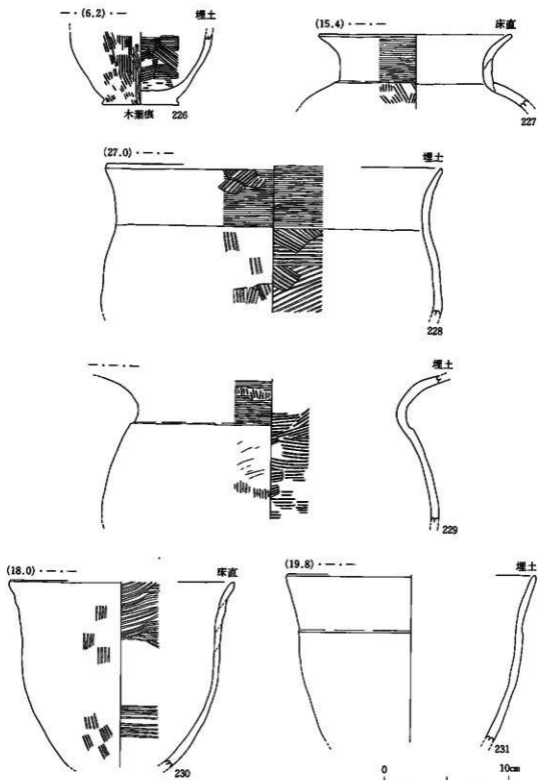 —·(6.2)·—·— 埋土
木葉痕 226
(15.4)·—·— 床直
227
(27.0)·—·— 埋土
228
—·—·—·— 埋土
229
(18.0)·—·— 床直
230
(19.8)·—·— 埋土
231
0 10cm